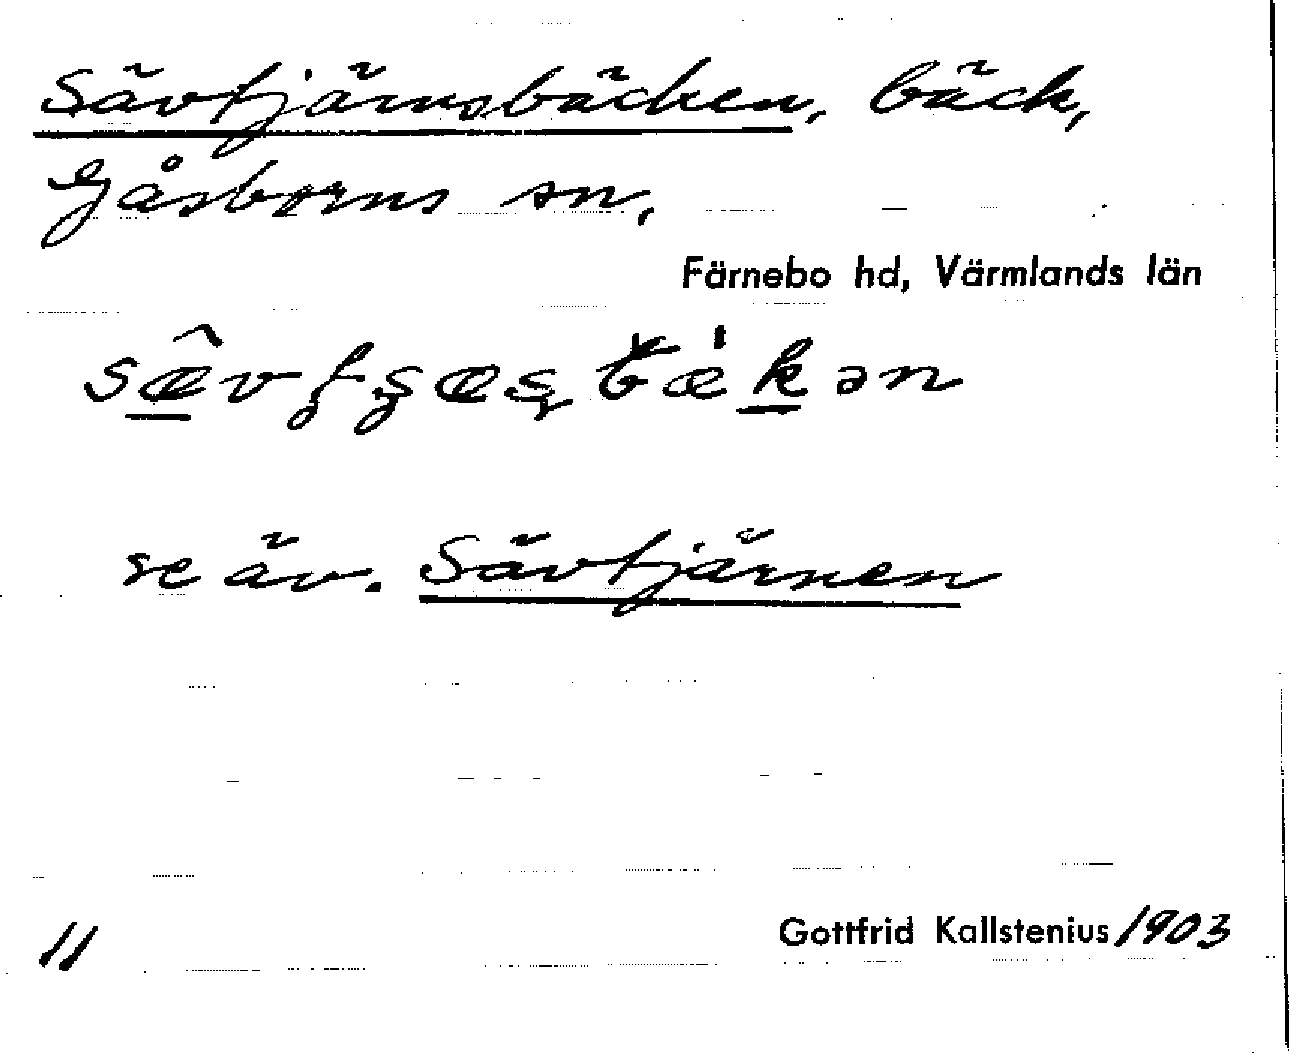 Sävtjärnsbäcken, bäck,
Gåsborns sn,
Färnebo hd, Värmlands län
se äv. Sävtjärnen
11
Gottfrid Kallstenius/1903